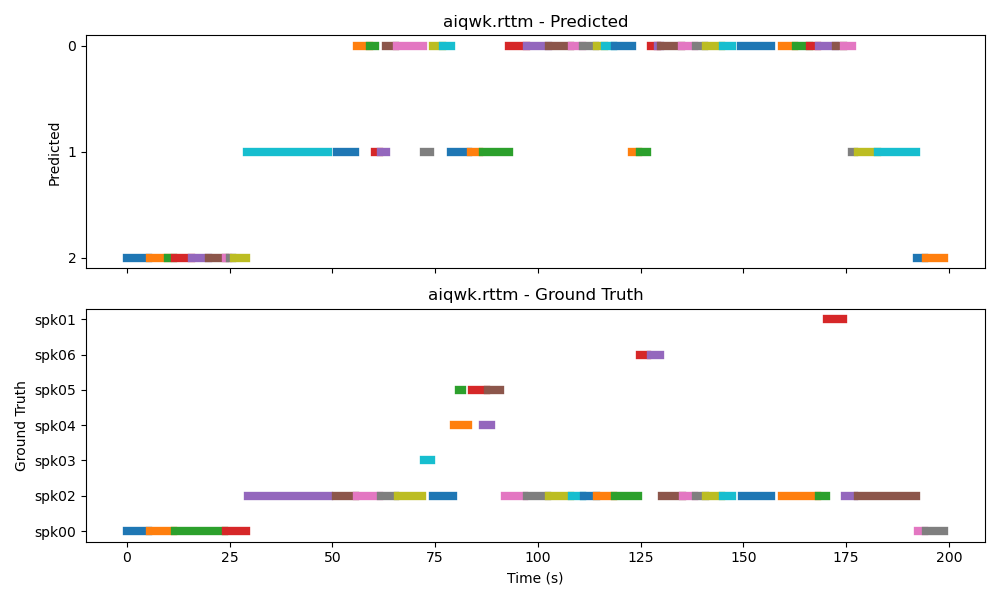 aiqwk.rttm - Predicted
0
1
2
Predicted
aiqwk.rttm - Ground Truth
spk01
spk06
spk05
spk04
spk03
spk02
spk00
Ground Truth
0 25 50 75 100 125 150 175 200
Time (s)